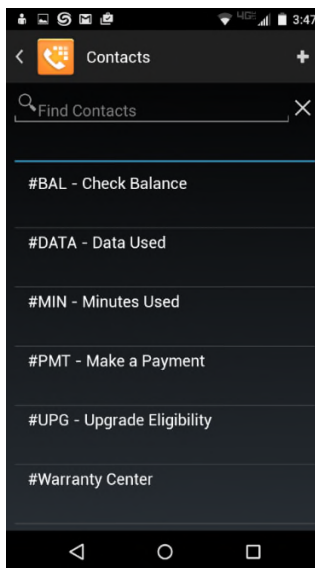 4G 3:47
Contacts
Find Contacts
#BAL - Check Balance
#DATA - Data Used
#MIN - Minutes Used
#PMT - Make a Payment
#UPG - Upgrade Eligibility
#Warranty Center